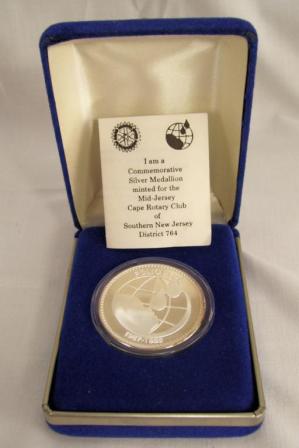 I am a
Commemorative
Silver Medallion
minted for the
Mid-Jersey
Cape Rotary Club
of
Southern New Jersey
District 764